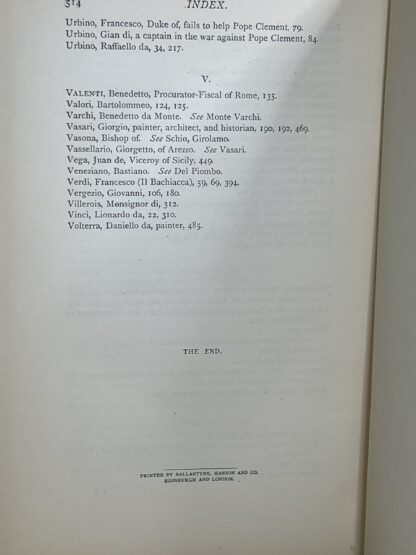 514 INDEX.
Urbino, Francesco, Duke of, fails to help Pope Clement, 79.
Urbino, Gian di, a captain in the war against Pope Clement, 84.
Urbino, Raffaello da, 34, 217.
V.
VALENTI, Benedetto, Procurator-Fiscal of Rome, 135.
Valori, Bartolommeo, 124, 125.
Varchi, Benedetto da Monte. See Monte Varchi.
Vasari, Giorgio, painter, architect, and historian, 190, 192, 469.
Vasona, Bishop of. See Schio, Girolamo.
Vassellario, Giorgetto, of Arezzo. See Vasari.
Vega, Juan de, Viceroy of Sicily, 449.
Veneziano, Bastiano. See Del Piombo.
Verdi, Francesco (Il Bachiacca), 59, 69, 394.
Vergezio, Giovanni, 106, 180.
Villerois, Monsignor di, 312.
Vinci, Lionardo da, 22, 310.
Volterra, Daniello da, painter, 485.
THE END.
PRINTED BY BALLANTYNE, HANSON AND CO.
EDINBURGH AND LONDON.